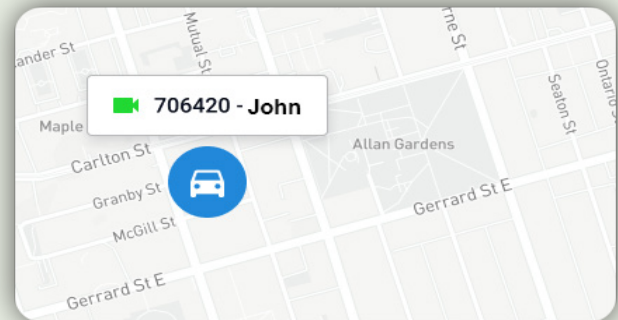 ander St
Mutual St
rne St
Seaton St
Ontario
706420 - John
Maple
Carlton St
Allan Gardens
Granby St
McGill St
Gerrard St E
Gerrard St E